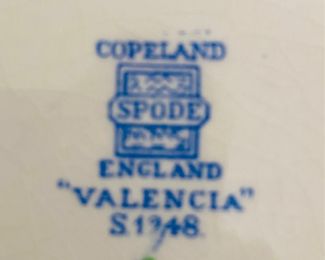 COPELAND
SPODE
ENGLAND
"VALENCIA"